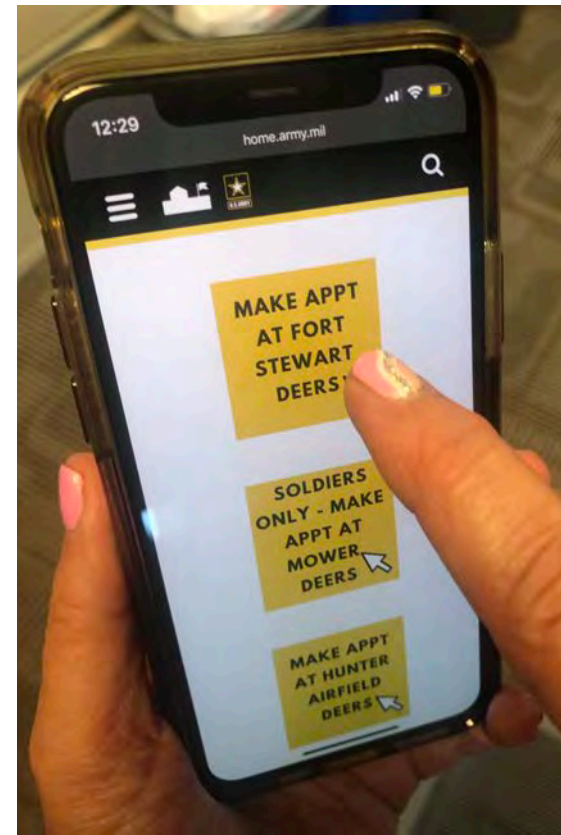 12:29
home.army.mil
U.S. ARMY
MAKE APPT
AT FORT
STEWART
DEERS
SOLDIERS
ONLY - MAKE
APPT AT
MOWER
DEERS
MAKE APPT
AT HUNTER
AIRFIELD
DEERS